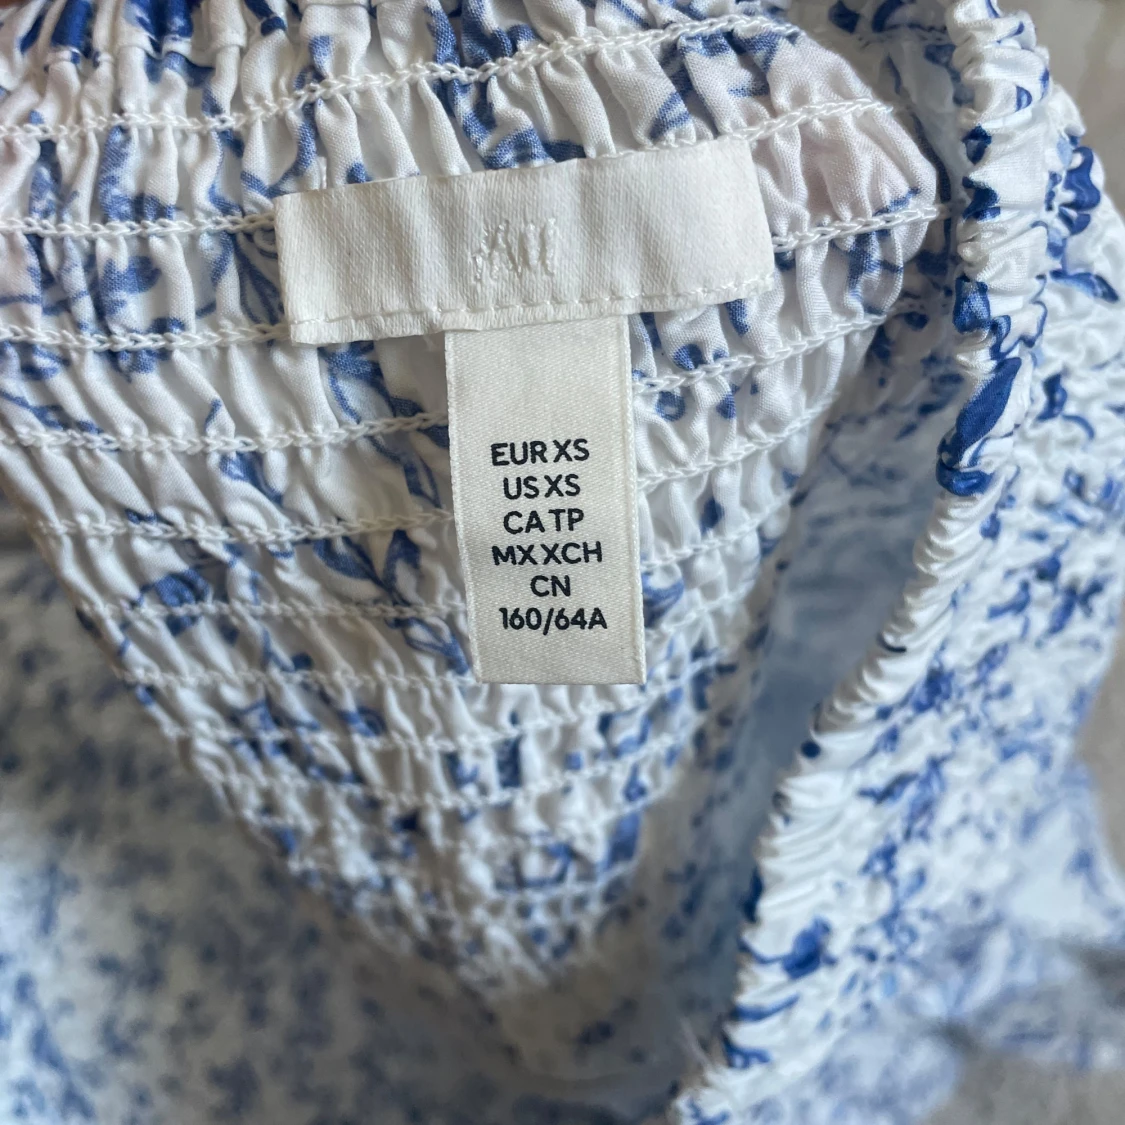 H&M
EUR XS
US XS
CA TP
MX XCH
CN
160/64A